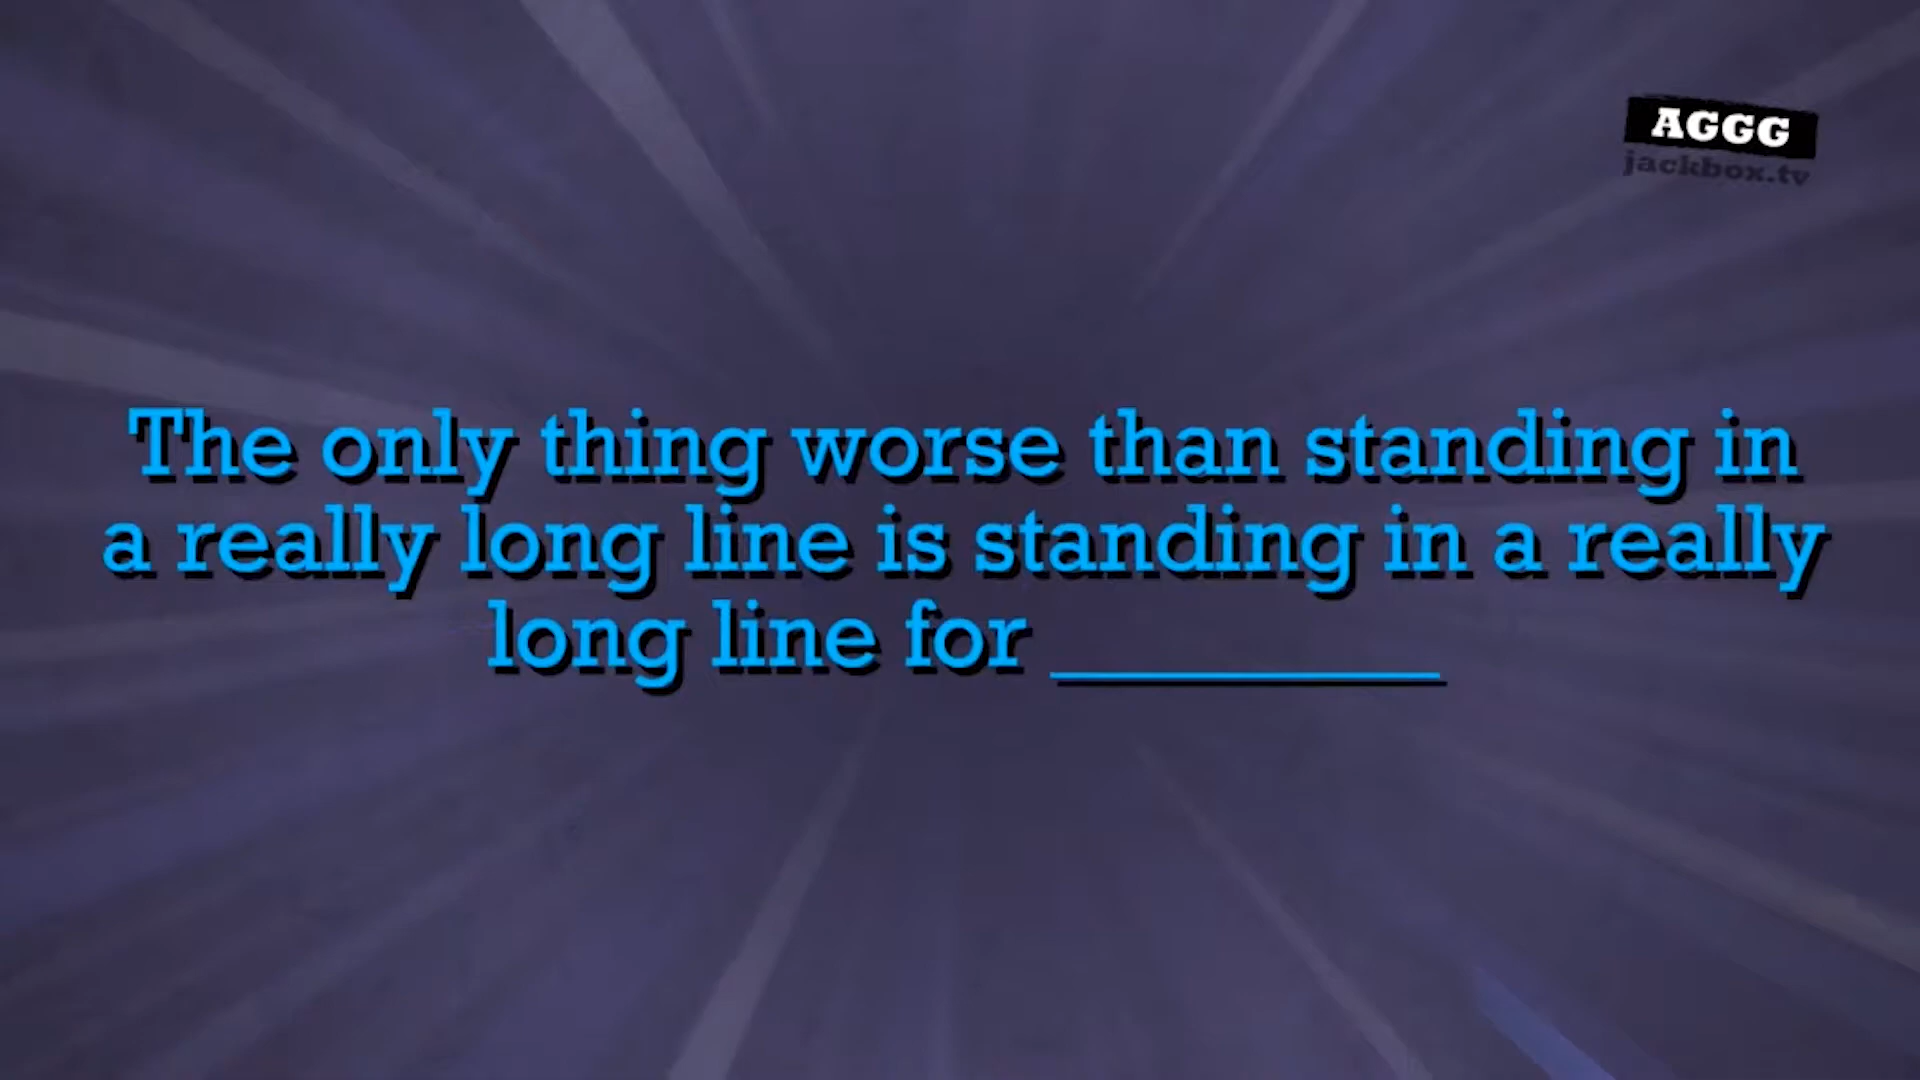 AGGG
jackbox.tv
The only thing worse than standing in
a really long line is standing in a really
long line for ________